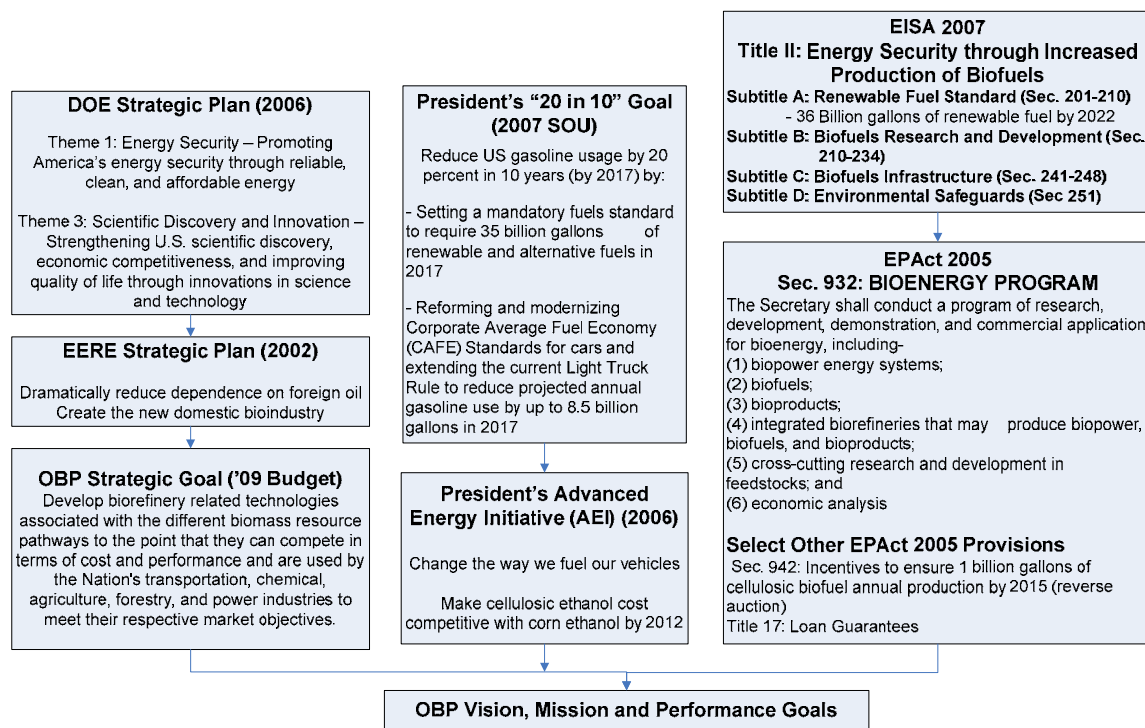 DOE Strategic Plan (2006)
Theme 1: Energy Security – Promoting
America's energy security through reliable,
clean, and affordable energy
Theme 3: Scientific Discovery and Innovation –
Strengthening U.S. scientific discovery,
economic competitiveness, and improving
quality of life through innovations in science
and technology
EERE Strategic Plan (2002)
Dramatically reduce dependence on foreign oil
Create the new domestic bioindustry
OBP Strategic Goal ('09 Budget)
Develop biorefinery related technologies
associated with the different biomass resource
pathways to the point that they can compete in
terms of cost and performance and are used by
the Nation's transportation, chemical,
agriculture, forestry, and power industries to
meet their respective market objectives.
President's "20 in 10" Goal
(2007 SOU)
Reduce US gasoline usage by 20
percent in 10 years (by 2017) by:
- Setting a mandatory fuels standard
to require 35 billion gallons of
renewable and alternative fuels in
2017
- Reforming and modernizing
Corporate Average Fuel Economy
(CAFE) Standards for cars and
extending the current Light Truck
Rule to reduce projected annual
gasoline use by up to 8.5 billion
gallons in 2017
President's Advanced
Energy Initiative (AEI) (2006)
Change the way we fuel our vehicles
Make cellulosic ethanol cost
competitive with corn ethanol by 2012
EISA 2007
Title II: Energy Security through Increased
Production of Biofuels
Subtitle A: Renewable Fuel Standard (Sec. 201-210)
- 36 Billion gallons of renewable fuel by 2022
Subtitle B: Biofuels Research and Development (Sec.
210-234)
Subtitle C: Biofuels Infrastructure (Sec. 241-248)
Subtitle D: Environmental Safeguards (Sec 251)
EPAct 2005
Sec. 932: BIOENERGY PROGRAM
The Secretary shall conduct a program of research,
development, demonstration, and commercial application
for bioenergy, including-
(1) biopower energy systems;
(2) biofuels;
(3) bioproducts;
(4) integrated biorefineries that may produce biopower,
biofuels, and bioproducts;
(5) cross-cutting research and development in
feedstocks; and
(6) economic analysis
Select Other EPAct 2005 Provisions
Sec. 942: Incentives to ensure 1 billion gallons of
cellulosic biofuel annual production by 2015 (reverse
auction)
Title 17: Loan Guarantees
OBP Vision, Mission and Performance Goals